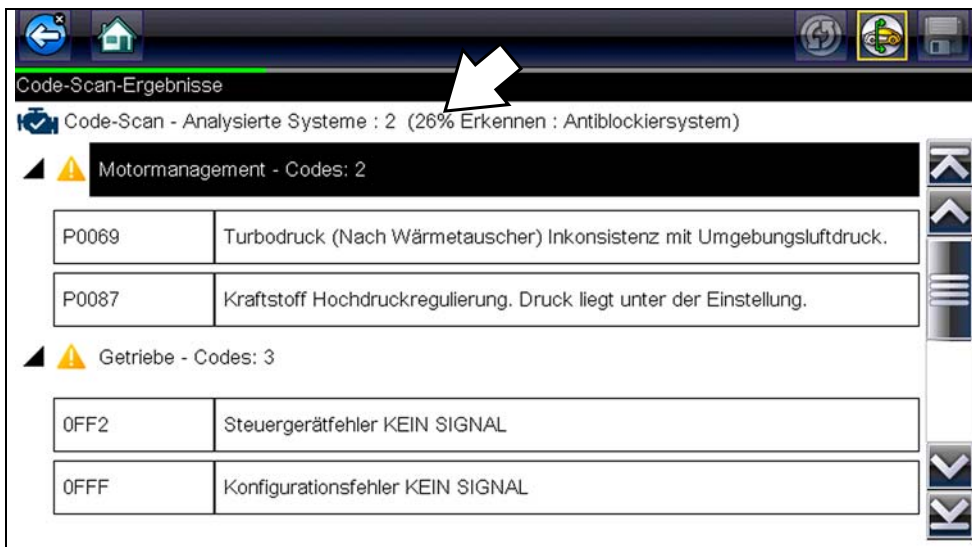 Code-Scan-Ergebnisse
Code-Scan - Analysierte Systeme : 2 (26% Erkennen : Antiblockiersystem)
Motormanagement - Codes: 2
P0069 Turbodruck (Nach Wärmetauscher) Inkonsistenz mit Umgebungsluftdruck.
P0087 Kraftstoff Hochdruckregulierung. Druck liegt unter der Einstellung.
Getriebe - Codes: 3
0FF2 Steuergerätfehler KEIN SIGNAL
0FFF Konfigurationsfehler KEIN SIGNAL